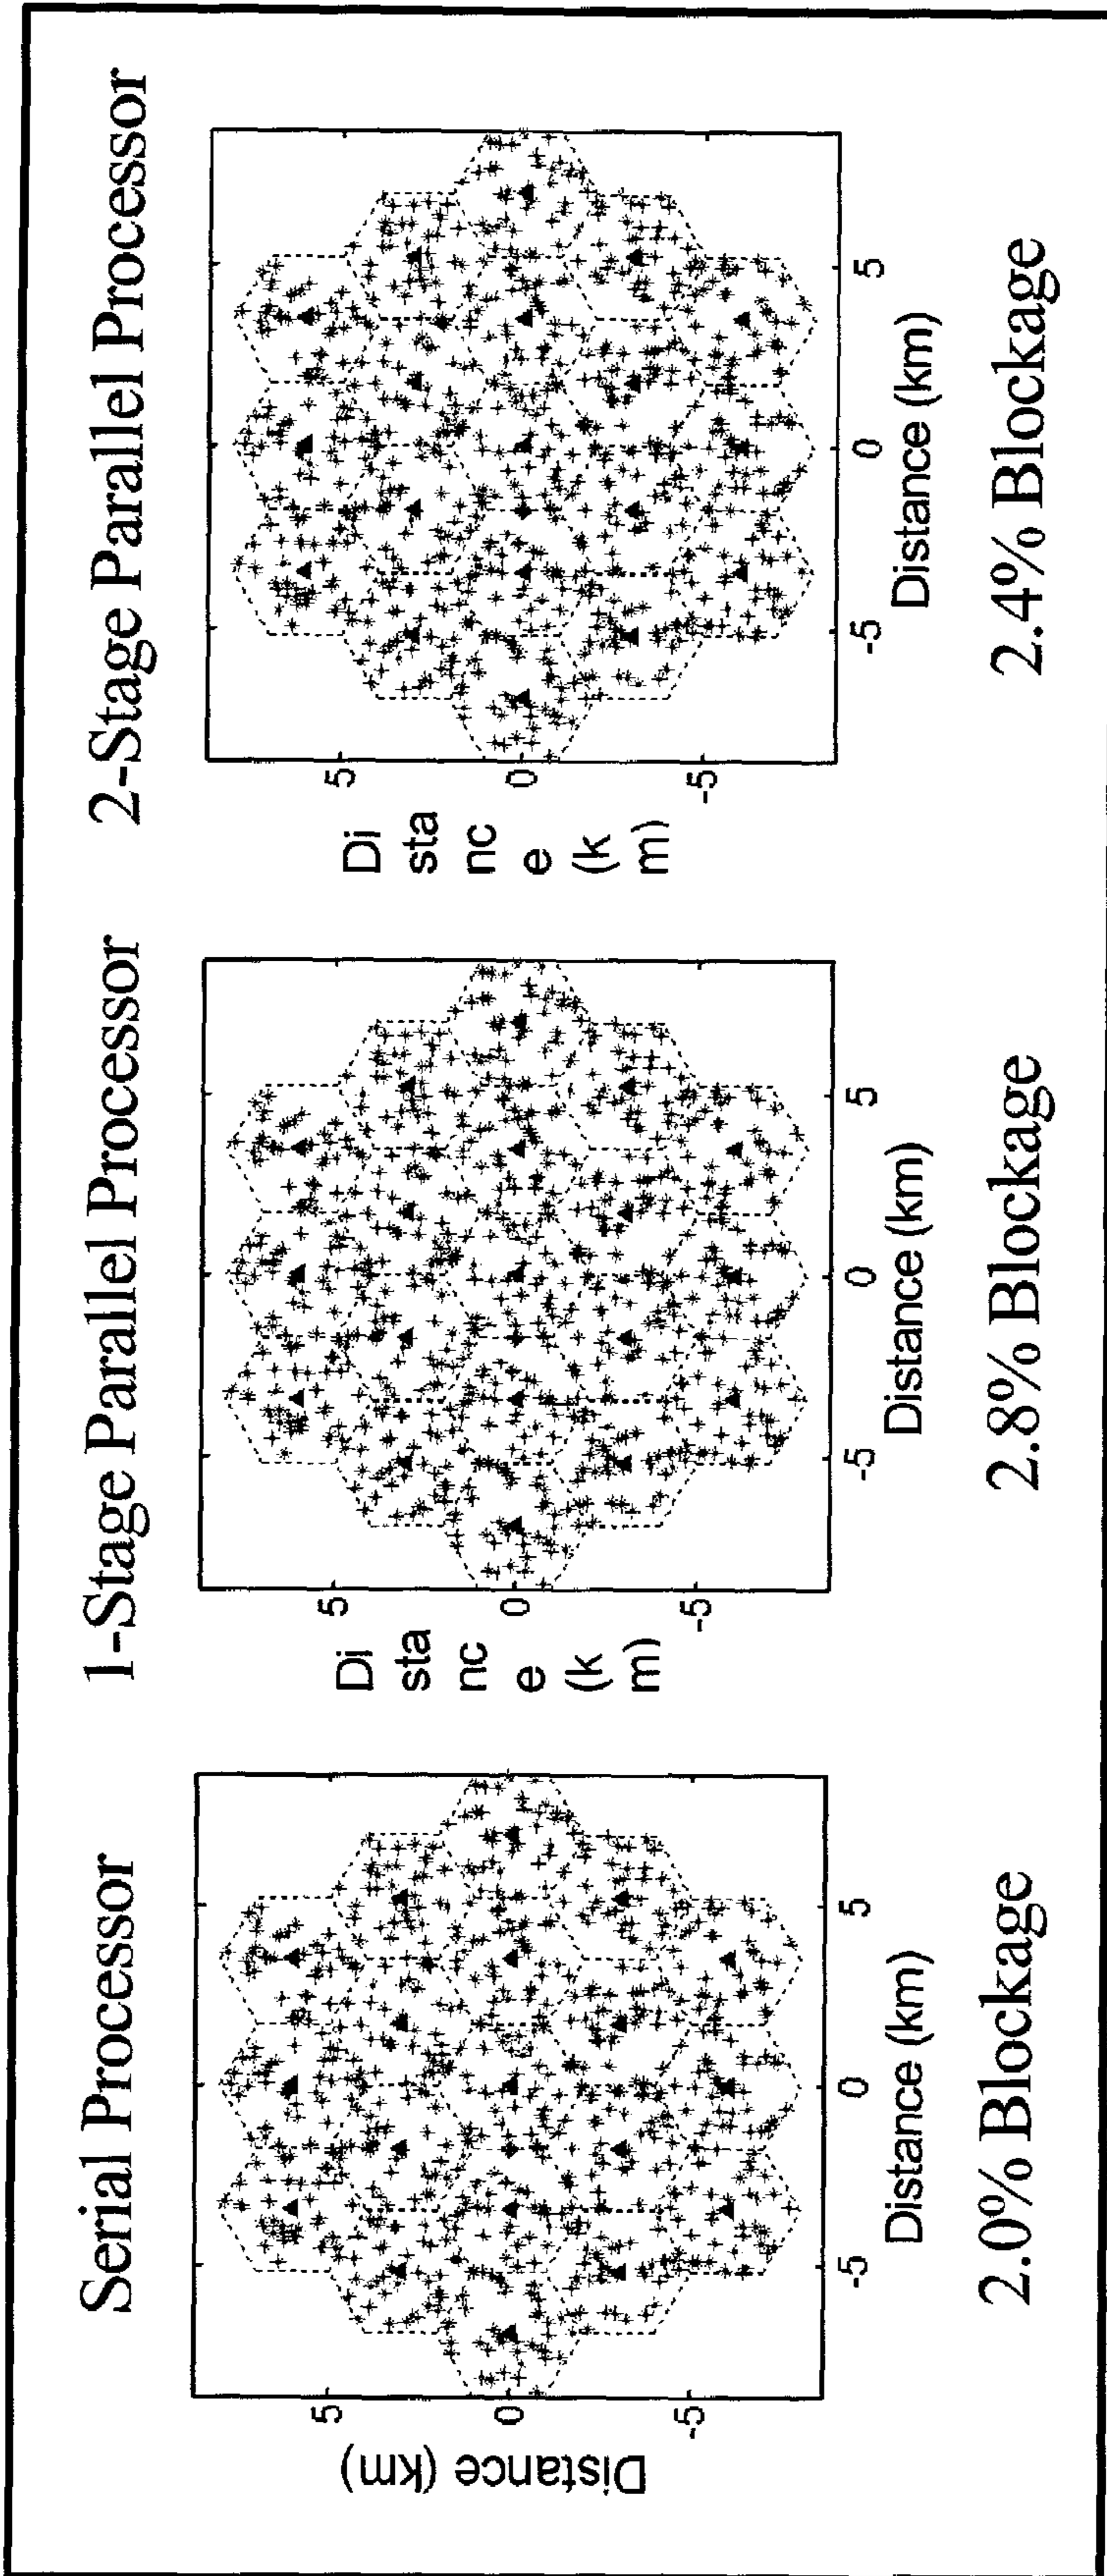 Serial Processor
1-Stage Parallel Processor
2-Stage Parallel Processor
Distance (km)
5
0
-5
-5
0
5
Distance (km)
Di
sta
nc
e
(k
m)
5
0
-5
-5
0
5
Distance (km)
Di
sta
nc
e
(k
m)
5
0
-5
-5
0
5
Distance (km)
2.0% Blockage
2.8% Blockage
2.4% Blockage